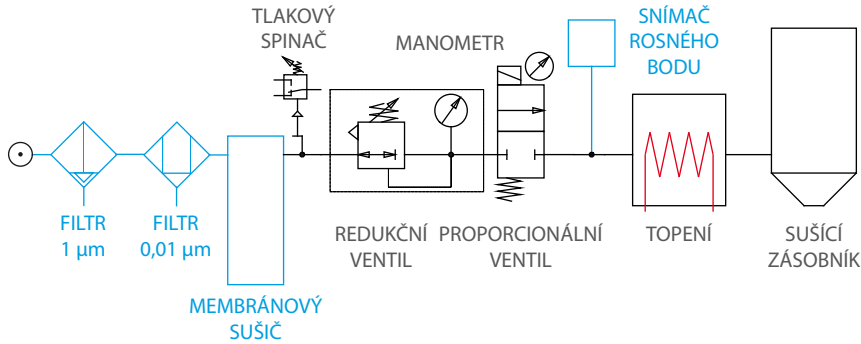 TLAKOVÝ
SPINAČ
MANOMETR
SNÍMAČ
ROSNÉHO
BODU
FILTR
1 µm
FILTR
0,01 µm
MEMBRÁNOVÝ
SUŠIČ
REDUKČNÍ
VENTIL
PROPORCIONÁLNÍ
VENTIL
TOPENÍ
SUŠÍCÍ
ZÁSOBNÍK